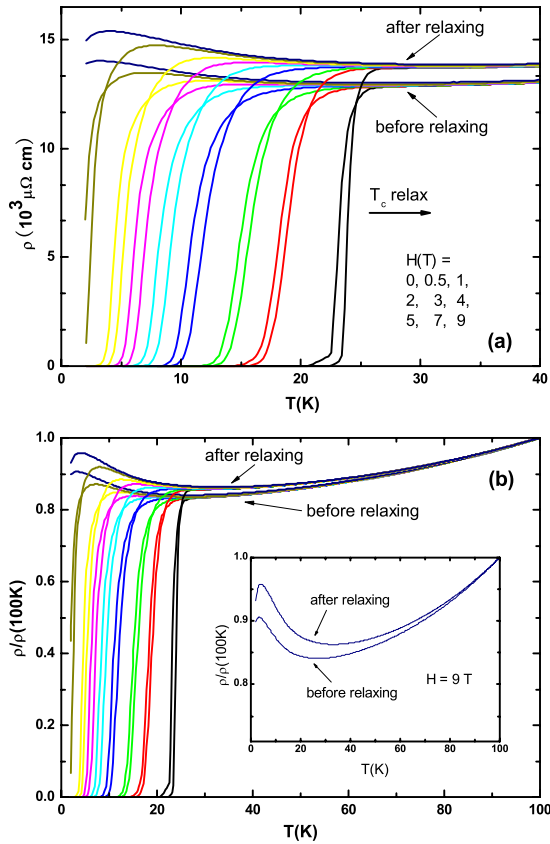 15
10
5
0
ρ (10³μΩ cm)
after relaxing
before relaxing
T_c relax
H(T) =
0, 0.5, 1,
2, 3, 4,
5, 7, 9
(a)
0 10 20 30 40
T(K)
1.0
0.8
0.6
0.4
0.2
0.0
ρ/ρ(100K)
(b)
after relaxing
before relaxing
1.0
0.9
0.8
ρ/ρ(100K)
after relaxing
before relaxing
H = 9 T
0 20 40 60 80 100
T(K)
0 20 40 60 80 100
T(K)